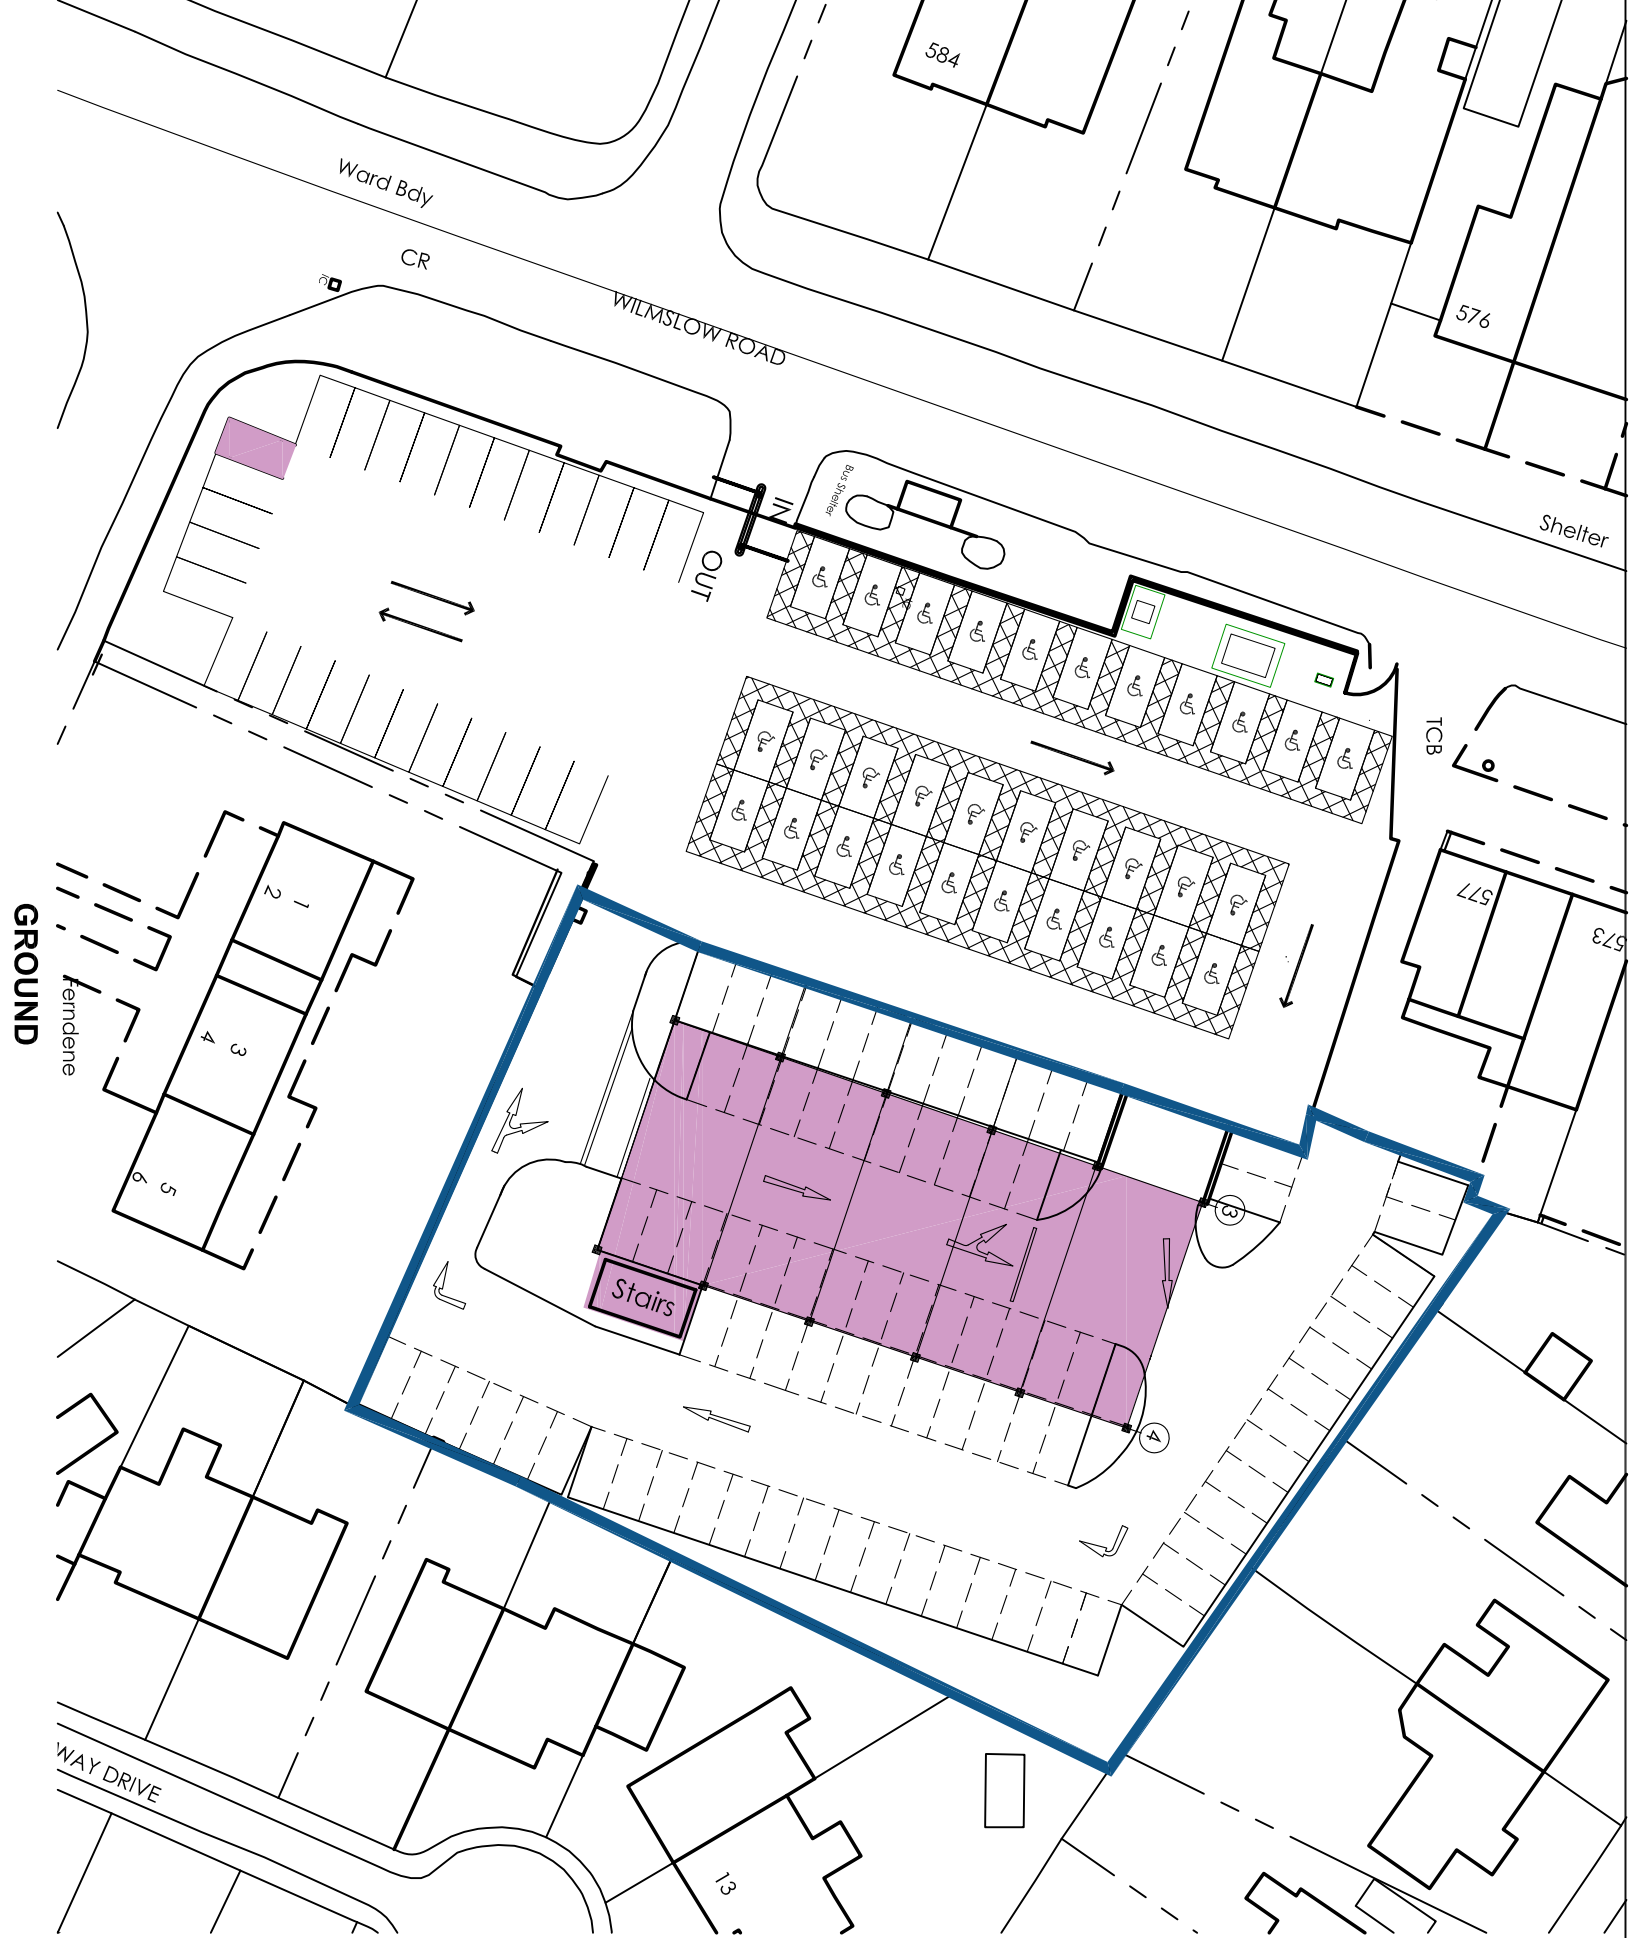 584
Ward Bdy
CR
IC
WILMSLOW ROAD
576
Bus Shelter
Shelter
IN
OUT
TCB
577
573
1
2
3
4
5
6
Ferndene
GROUND
3
Stairs
4
WAY DRIVE
13